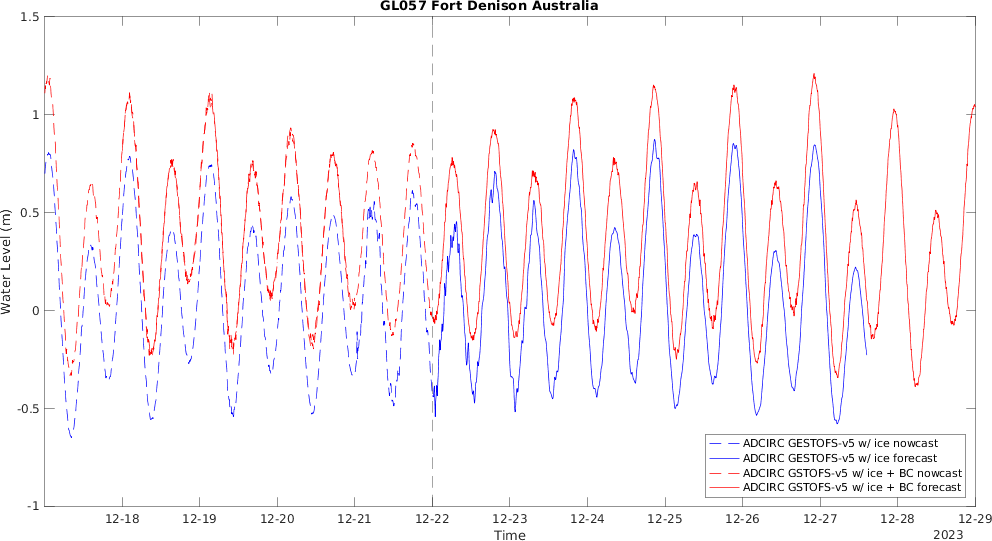 GL057 Fort Denison Australia
1.5
1
0.5
0
-0.5
-1
Water Level (m)
12-18 12-19 12-20 12-21 12-22 12-23 12-24 12-25 12-26 12-27 12-28 12-29
Time
2023
ADCIRC GESTOFS-v5 w/ ice nowcast
ADCIRC GESTOFS-v5 w/ ice forecast
ADCIRC GSTOFS-v5 w/ ice + BC nowcast
ADCIRC GSTOFS-v5 w/ ice + BC forecast